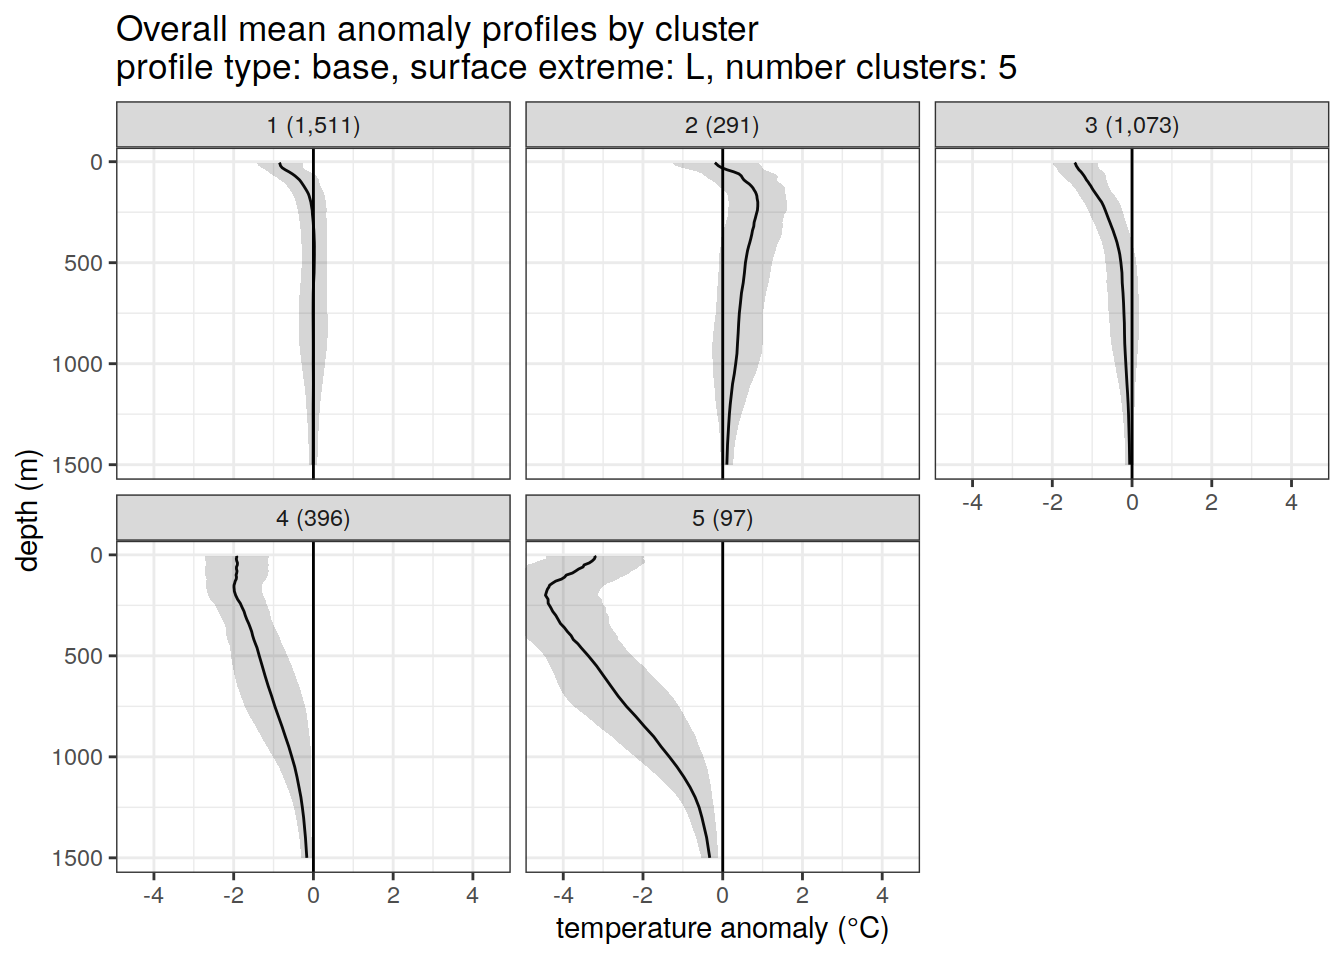 Overall mean anomaly profiles by cluster
profile type: base, surface extreme: L, number clusters: 5
1 (1,511)
2 (291)
3 (1,073)
0
500
1000
1500
-4 -2 0 2 4
depth (m)
4 (396)
5 (97)
0
500
1000
1500
-4 -2 0 2 4
-4 -2 0 2 4
temperature anomaly (°C)